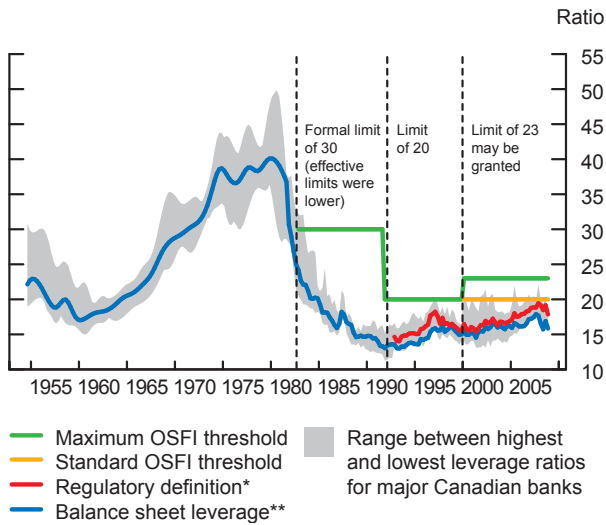 Ratio
55
50
45
40
35
30
25
20
15
10
Formal limit
of 30
(effective
limits were
lower)
Limit
of 20
Limit of 23
may be
granted
1955 1960 1965 1970 1975 1980 1985 1990 1995 2000 2005
Maximum OSFI threshold
Standard OSFI threshold
Regulatory definition*
Balance sheet leverage**
Range between highest
and lowest leverage ratios
for major Canadian banks